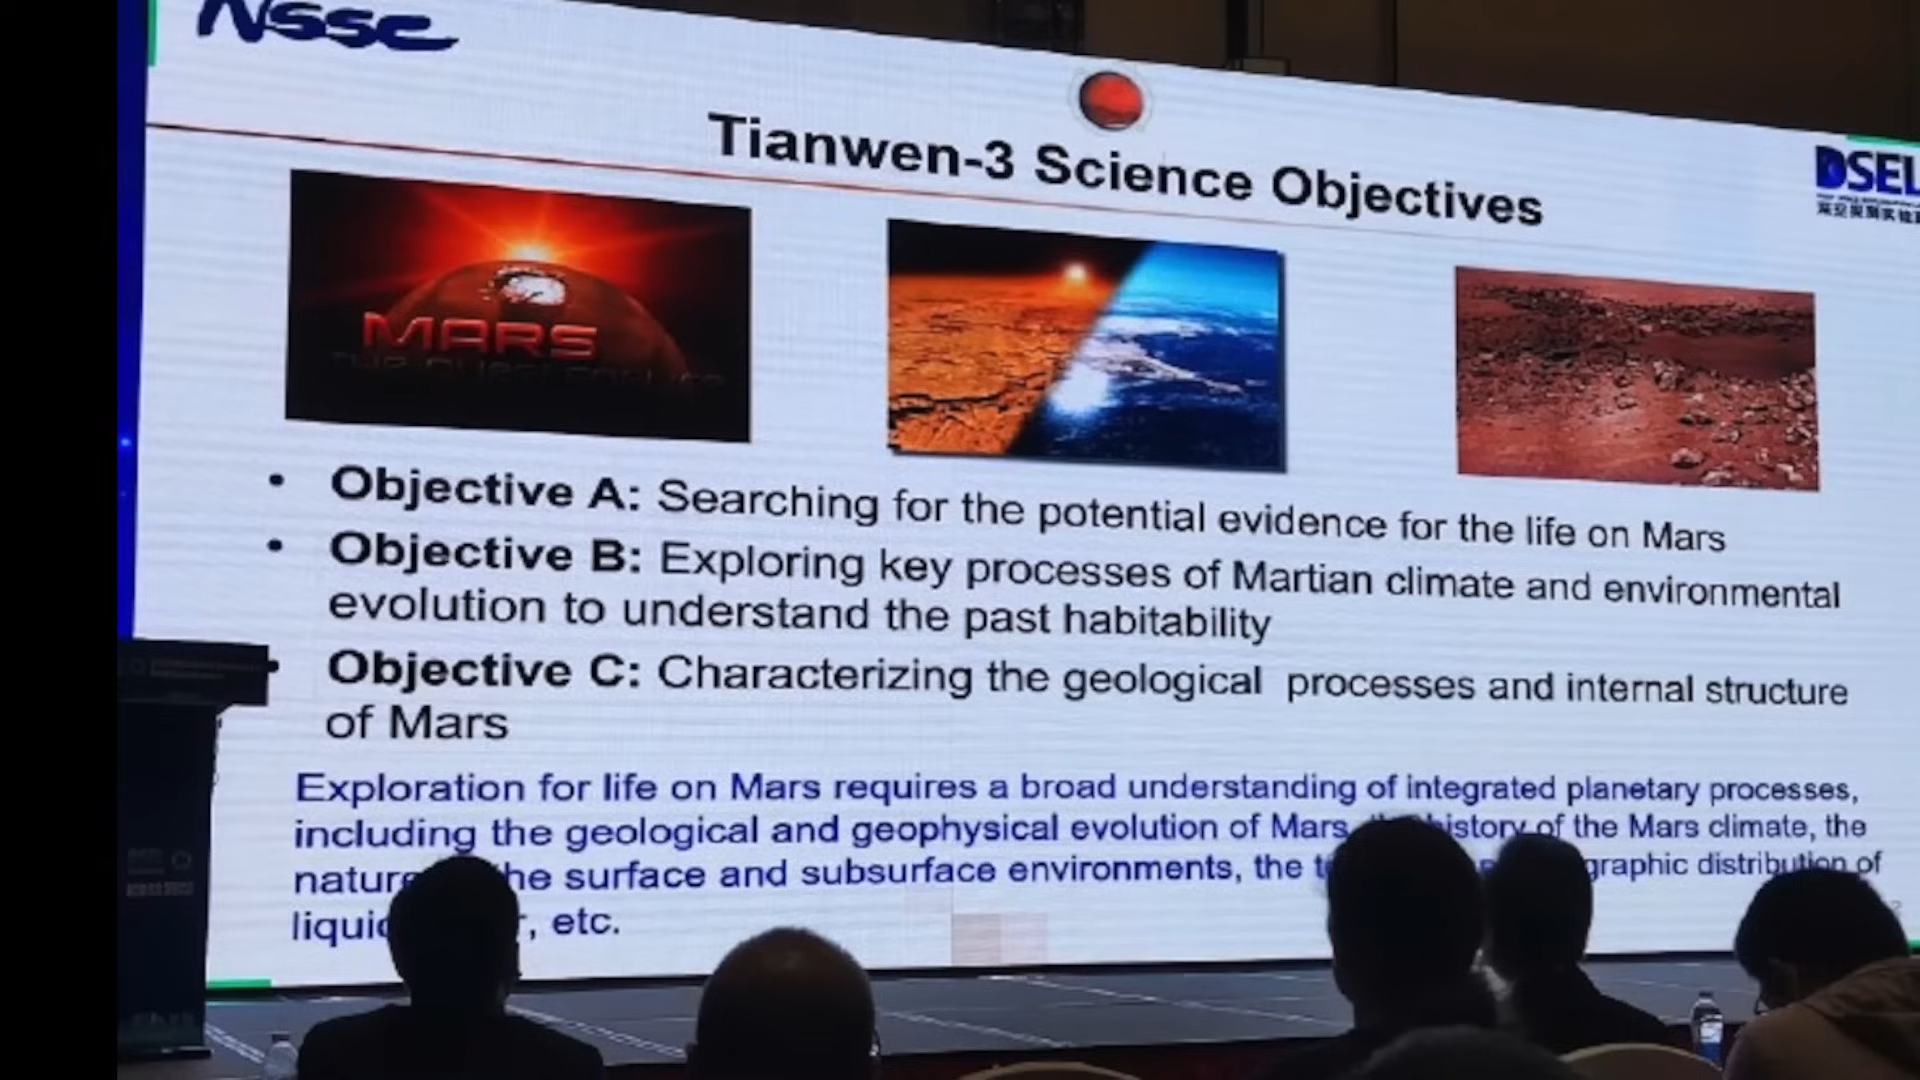 NSSC
Tianwen-3 Science Objectives
DSEL
MARS
• Objective A: Searching for the potential evidence for the life on Mars
• Objective B: Exploring key processes of Martian climate and environmental
evolution to understand the past habitability
• Objective C: Characterizing the geological processes and internal structure
of Mars
Exploration for life on Mars requires a broad understanding of integrated planetary processes,
including the geological and geophysical evolution of Mars, history of the Mars climate, the
nature the surface and subsurface environments, the distribution of
etc.